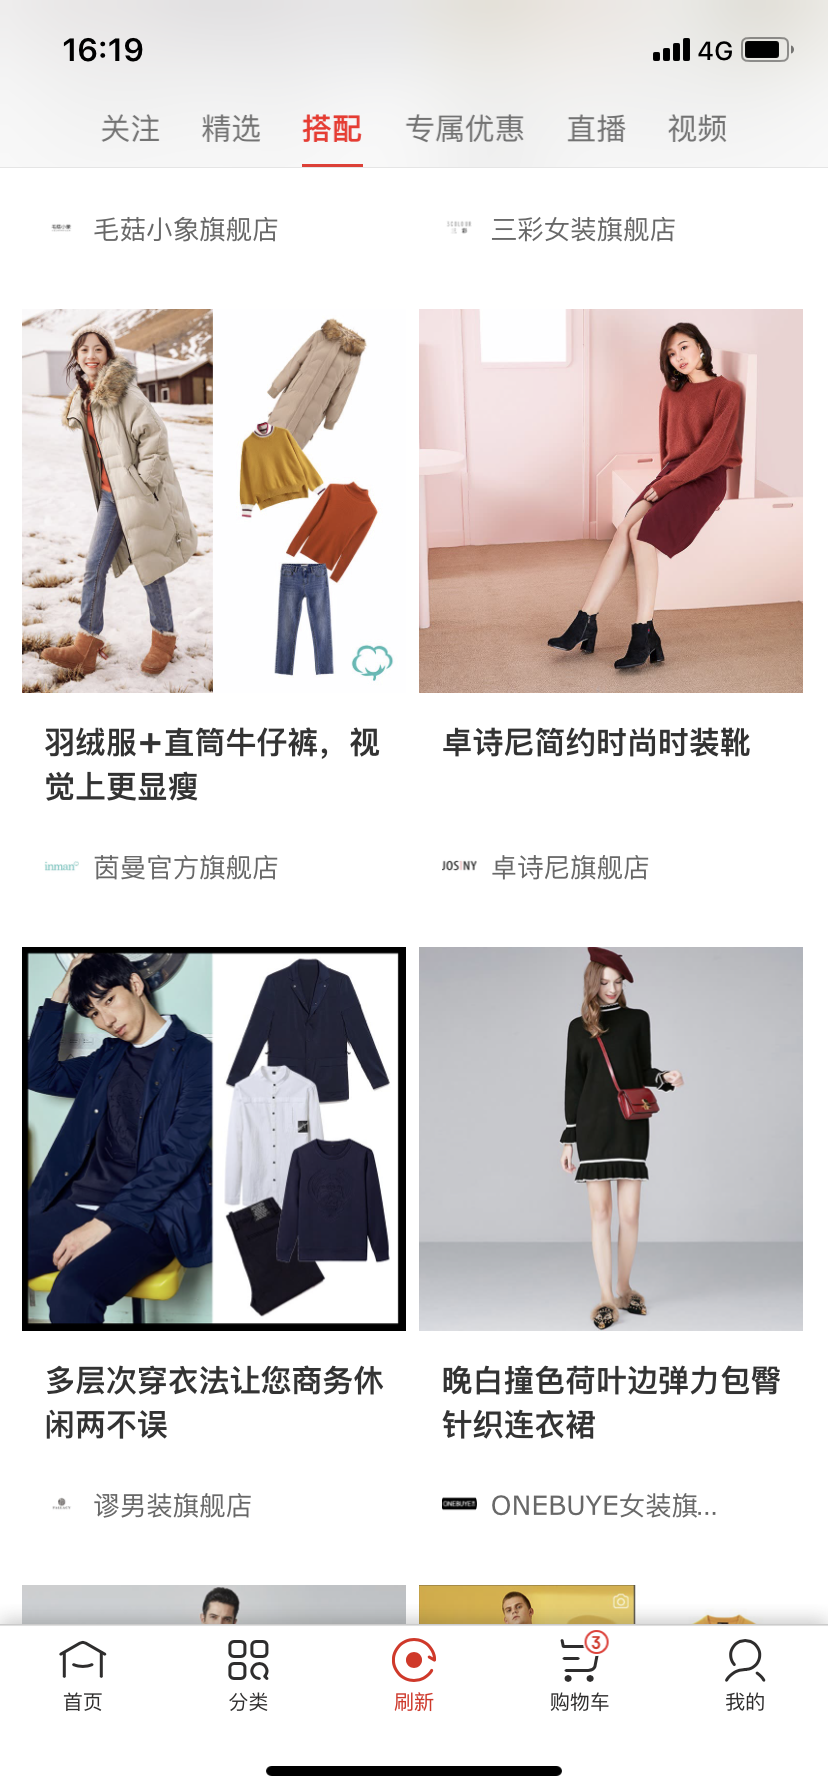 16:19
4G
关注 精选 搭配 专属优惠 直播 视频
毛菇小象旗舰店
三彩女装旗舰店
羽绒服+直筒牛仔裤，视
觉上更显瘦
卓诗尼简约时尚时装靴
inman
茵曼官方旗舰店
JOSINY
卓诗尼旗舰店
多层次穿衣法让您商务休
闲两不误
晚白撞色荷叶边弹力包臀
针织连衣裙
谬男装旗舰店
ONEBUYE
ONEBUYE女装旗...
3
首页 分类 刷新 购物车 我的